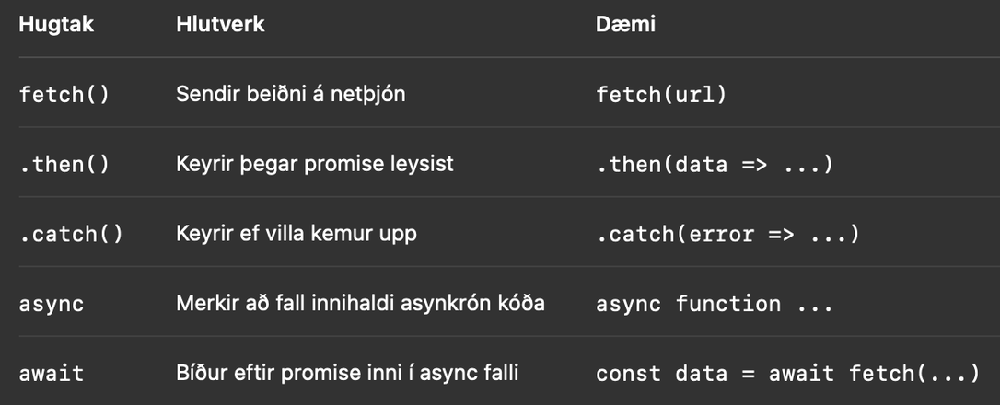 Hugtak Hlutverk Dæmi
fetch() Sendir beiðni á netþjón fetch(url)
.then() Keyrir þegar promise leysist .then(data => ...)
.catch() Keyrir ef villa kemur upp .catch(error => ...)
async Merkir að fall innihaldi asynkrón kóða async function ...
await Bíður eftir promise inni í async falli const data = await fetch(...)